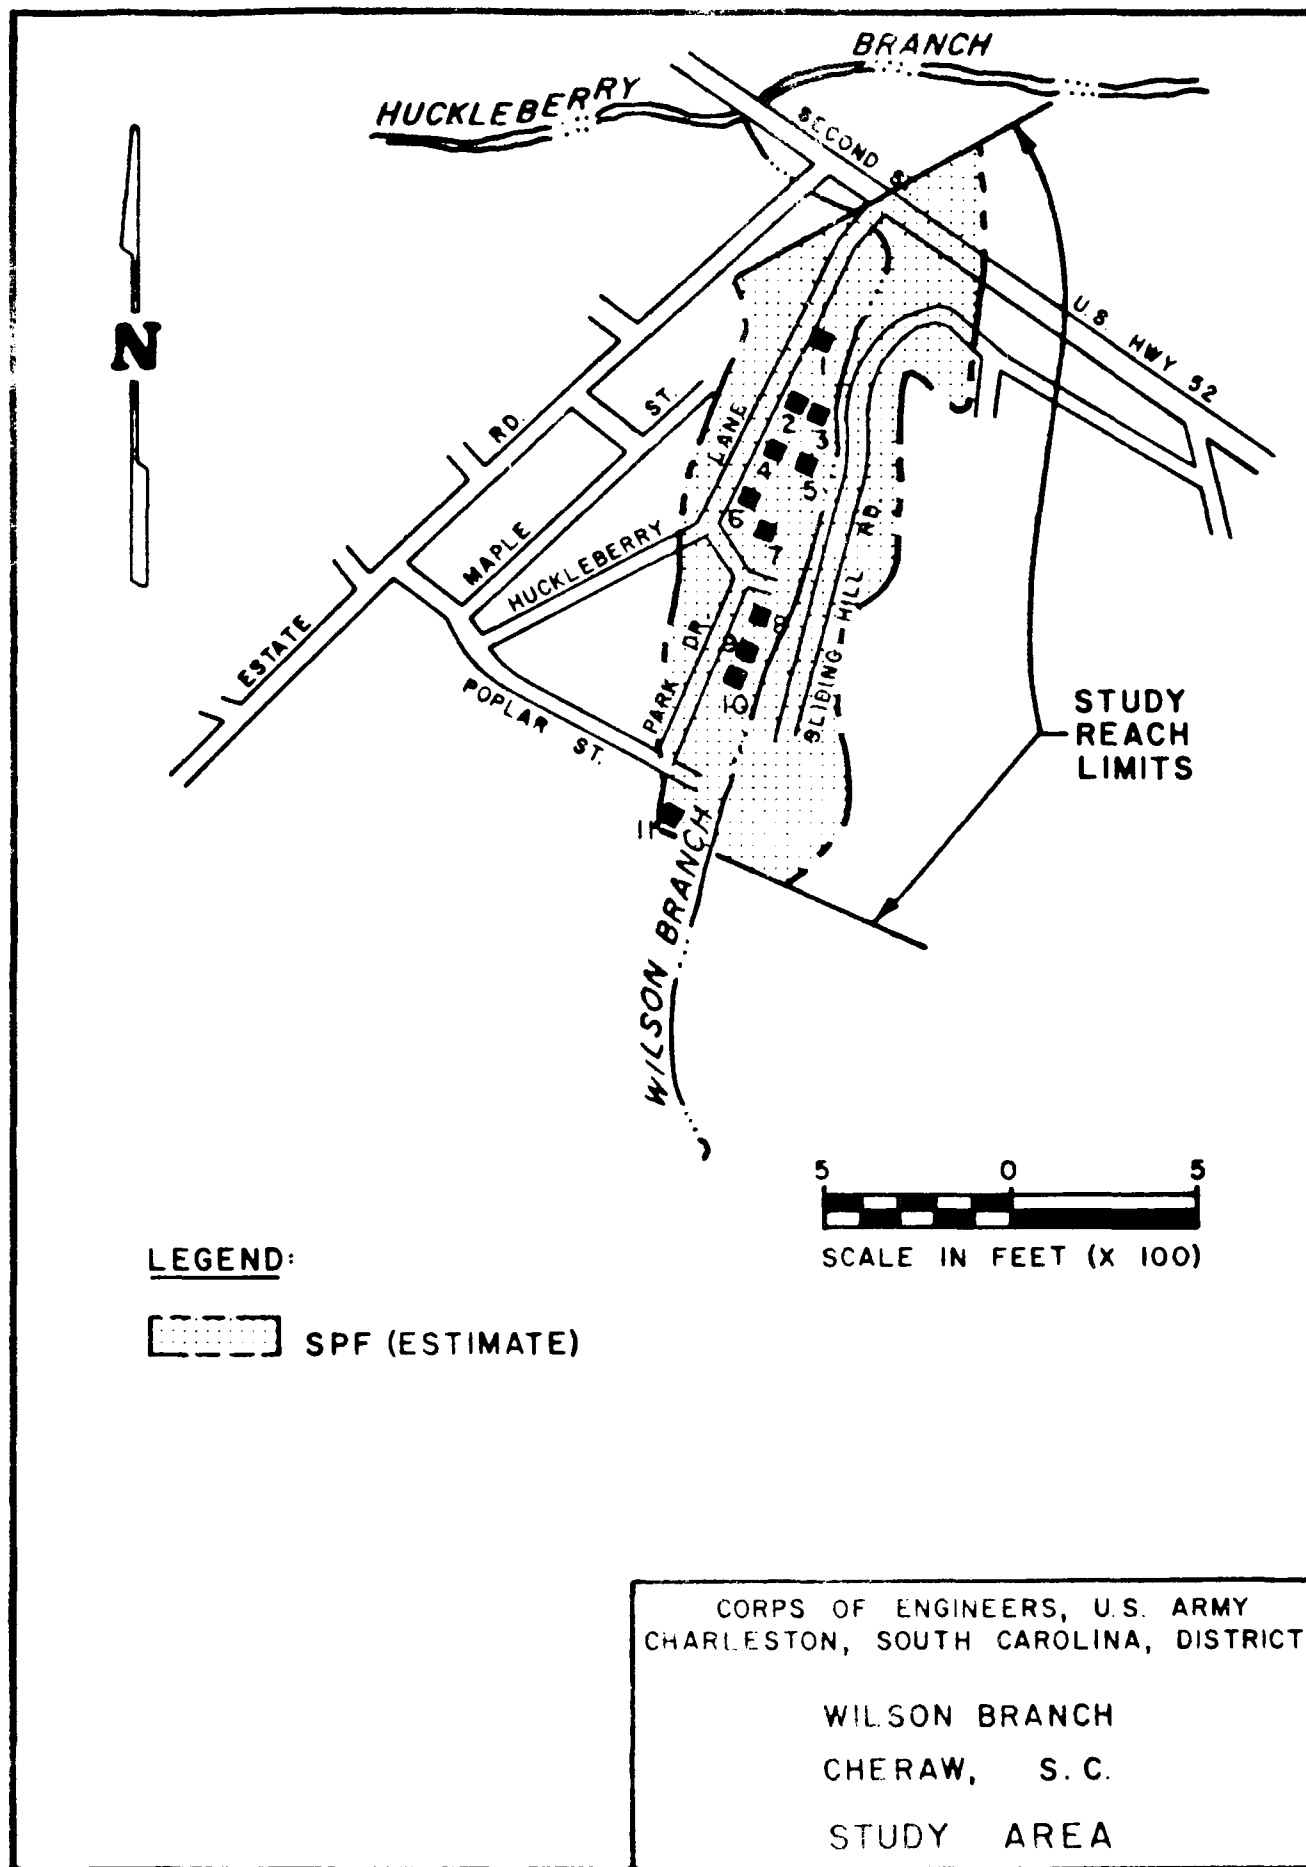 BRANCH
HUCKLEBERRY
SECOND S
N
U.S. HWY 52
RD.
ST.
LANE
1
2
3
4
5
6
7
MAPLE
HUCKLEBERRY
RD.
ESTATE
PARK DR.
8
9
10
SLIDING-HILL
POPLAR ST.
STUDY
REACH
LIMITS
11
WILSON BRANCH
5 0 5
SCALE IN FEET (X 100)
LEGEND:
SPF (ESTIMATE)
CORPS OF ENGINEERS, U.S. ARMY
CHARLESTON, SOUTH CAROLINA, DISTRICT
WILSON BRANCH
CHERAW, S.C.
STUDY AREA